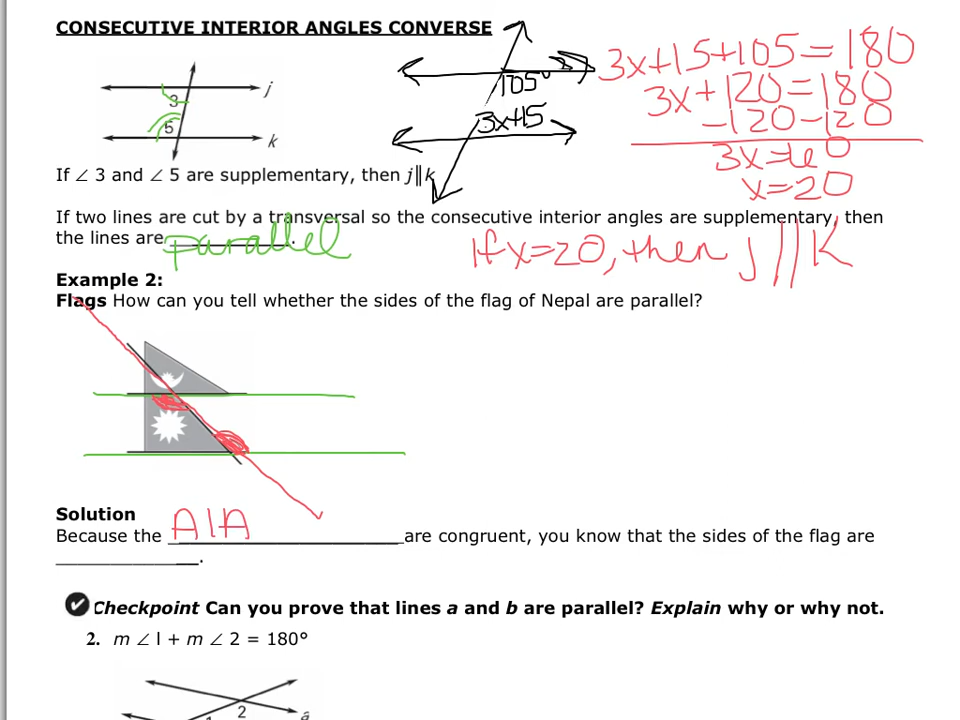 CONSECUTIVE INTERIOR ANGLES CONVERSE
3
j
5
k
105°
3x+15
3x+15+105=180
3x+120=180
-120 -120
3x=60
x=20
If ∠ 3 and ∠ 5 are supplementary, then j||k
If two lines are cut by a transversal so the consecutive interior angles are supplementary, then
the lines are parallel.
If x=20, then j||k
Example 2:
Flags How can you tell whether the sides of the flag of Nepal are parallel?
Solution
Because the AIA are congruent, you know that the sides of the flag are
____________.
Checkpoint Can you prove that lines a and b are parallel? Explain why or why not.
2. m ∠ 1 + m ∠ 2 = 180°
2
a